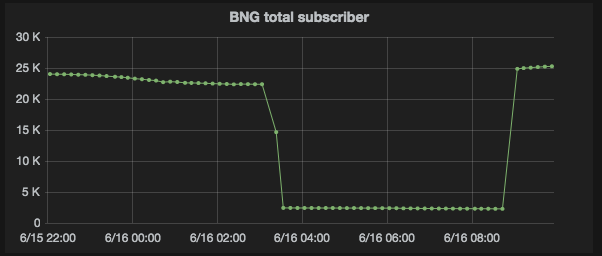 BNG total subscriber
30 K
25 K
20 K
15 K
10 K
5 K
0
6/15 22:00 6/16 00:00 6/16 02:00 6/16 04:00 6/16 06:00 6/16 08:00